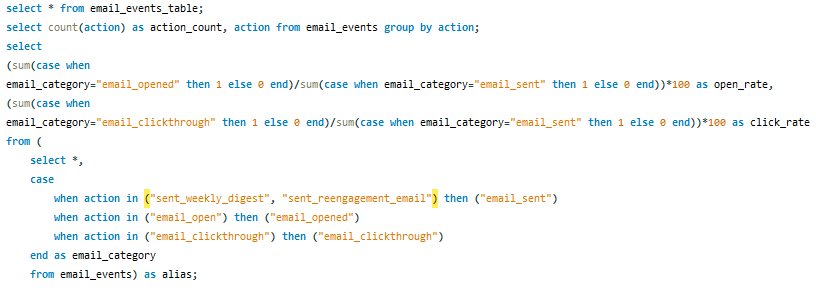 select * from email_events_table;
select count(action) as action_count, action from email_events group by action;
select
(sum(case when
email_category="email_opened" then 1 else 0 end)/sum(case when email_category="email_sent" then 1 else 0 end))*100 as open_rate,
(sum(case when
email_category="email_clickthrough" then 1 else 0 end)/sum(case when email_category="email_sent" then 1 else 0 end))*100 as click_rate
from (
    select *,
    case
        when action in ("sent_weekly_digest", "sent_reengagement_email") then ("email_sent")
        when action in ("email_open") then ("email_opened")
        when action in ("email_clickthrough") then ("email_clickthrough")
    end as email_category
    from email_events) as alias;